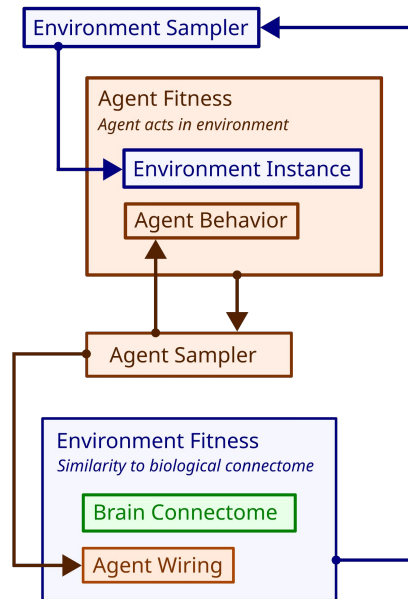 Environment Sampler
Agent Fitness
Agent acts in environment
Environment Instance
Agent Behavior
Agent Sampler
Environment Fitness
Similarity to biological connectome
Brain Connectome
Agent Wiring